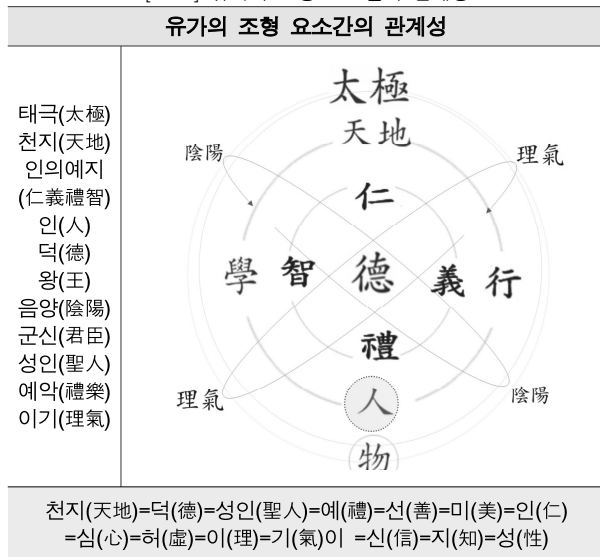 유가의 조형 요소간의 관계성
태극(太極)
천지(天地)
인의예지
(仁義禮智)
인(人)
덕(德)
왕(王)
음양(陰陽)
군신(君臣)
성인(聖人)
예악(禮樂)
이기(理氣)
太極
天地
陰陽
理氣
仁
學 智 德 義 行
禮
理氣
人
陰陽
物
천지(天地)=덕(德)=성인(聖人)=예(禮)=선(善)=미(美)=인(仁)
=심(心)=허(虛)=이(理)=기(氣)이 =신(信)=지(知)=성(性)